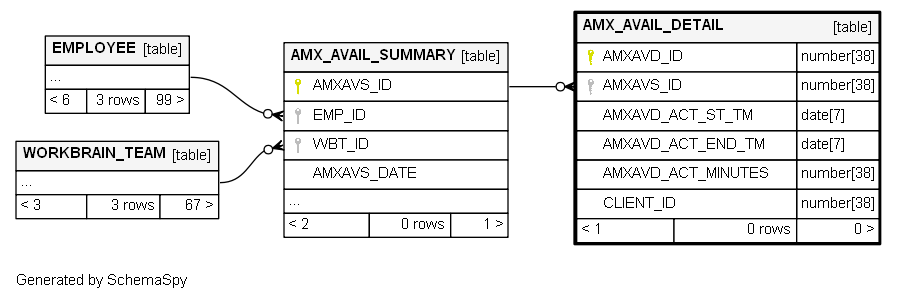 EMPLOYEE [table]
...
< 6 3 rows 99 >
WORKBRAIN_TEAM [table]
...
< 3 3 rows 67 >
AMX_AVAIL_SUMMARY [table]
AMXAVS_ID
EMP_ID
WBT_ID
AMXAVS_DATE
...
< 2 0 rows 1 >
AMX_AVAIL_DETAIL [table]
AMXAVD_ID number[38]
AMXAVS_ID number[38]
AMXAVD_ACT_ST_TM date[7]
AMXAVD_ACT_END_TM date[7]
AMXAVD_ACT_MINUTES number[38]
CLIENT_ID number[38]
< 1 0 rows 0 >
Generated by SchemaSpy